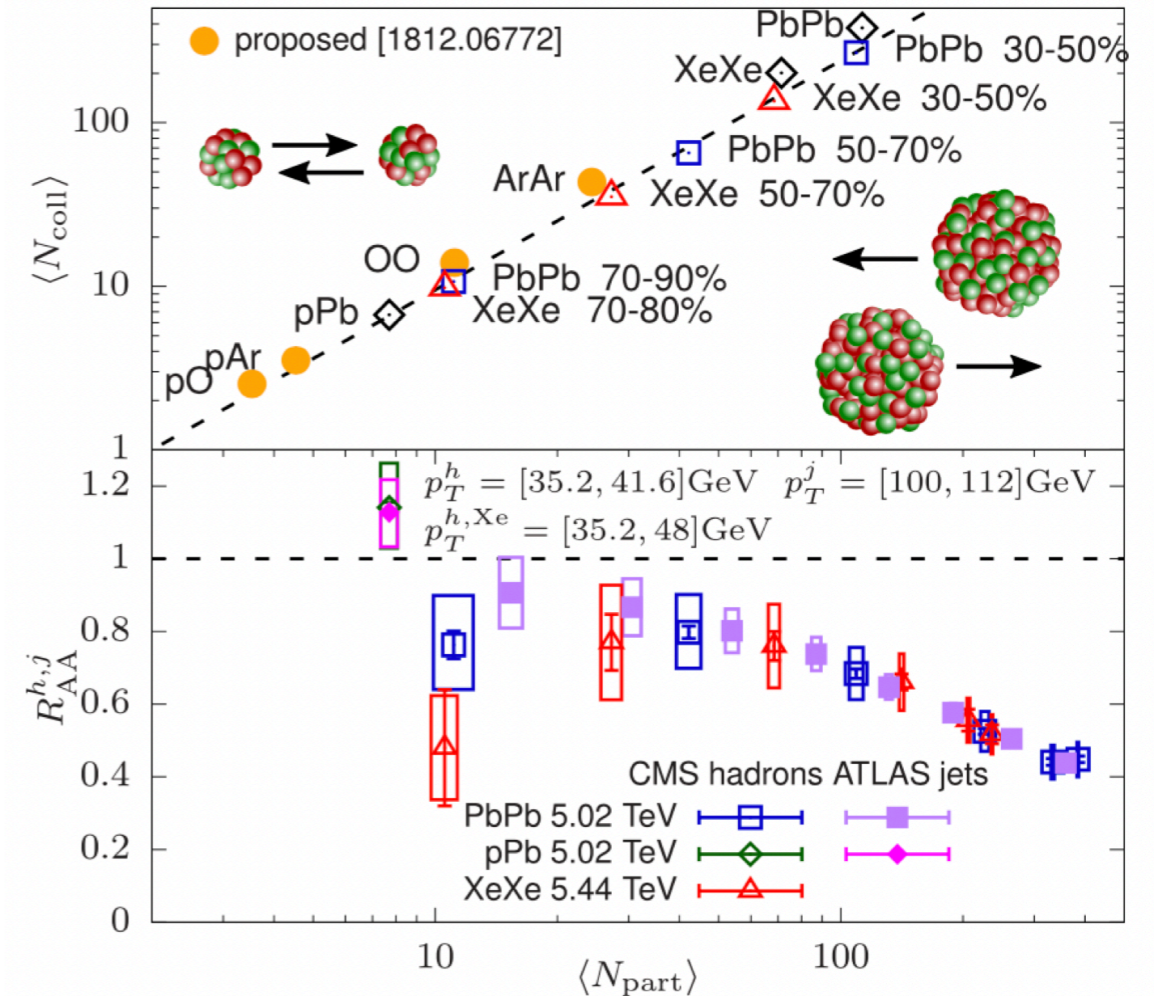 proposed [1812.06772]
PbPb
PbPb 30-50%
XeXe
XeXe 30-50%
100
PbPb 50-70%
ArAr
XeXe 50-70%
⟨N_coll⟩
OO
10
PbPb 70-90%
pPb
XeXe 70-80%
pAr
pO
1
1.2
p_T^h = [35.2, 41.6]GeV p_T^j = [100, 112]GeV
p_T^{h,Xe} = [35.2, 48]GeV
1
0.8
R_AA^{h,j}
0.6
0.4
CMS hadrons ATLAS jets
PbPb 5.02 TeV
0.2
pPb 5.02 TeV
XeXe 5.44 TeV
0
10 100
⟨N_part⟩